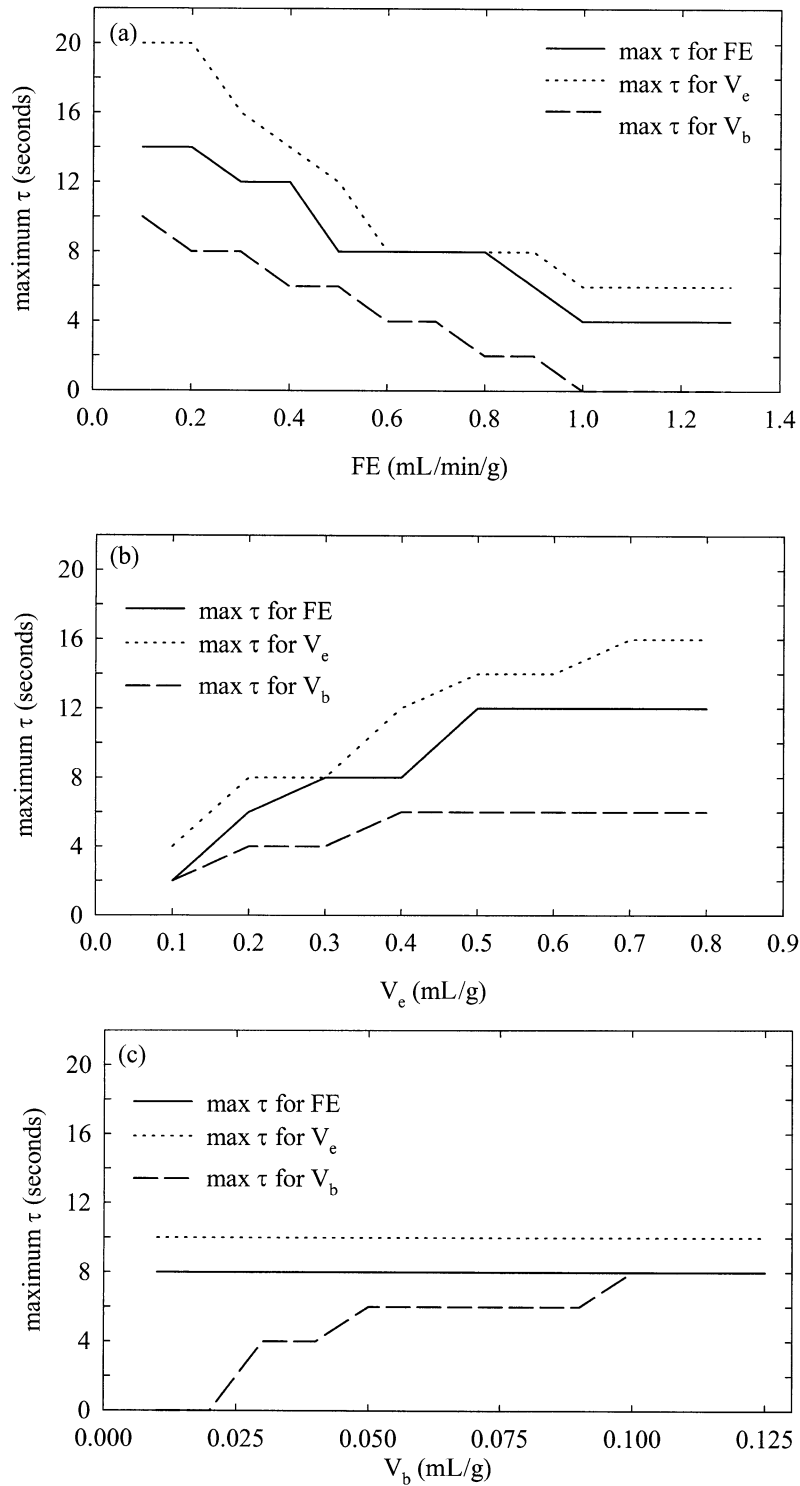 (a)
max τ for FE
max τ for Ve
max τ for Vb
maximum τ (seconds)
20
16
12
8
4
0
0.0 0.2 0.4 0.6 0.8 1.0 1.2 1.4
FE (mL/min/g)
(b)
max τ for FE
max τ for Ve
max τ for Vb
maximum τ (seconds)
20
16
12
8
4
0
0.0 0.1 0.2 0.3 0.4 0.5 0.6 0.7 0.8 0.9
Ve (mL/g)
(c)
max τ for FE
max τ for Ve
max τ for Vb
maximum τ (seconds)
20
16
12
8
4
0
0.000 0.025 0.050 0.075 0.100 0.125
Vb (mL/g)